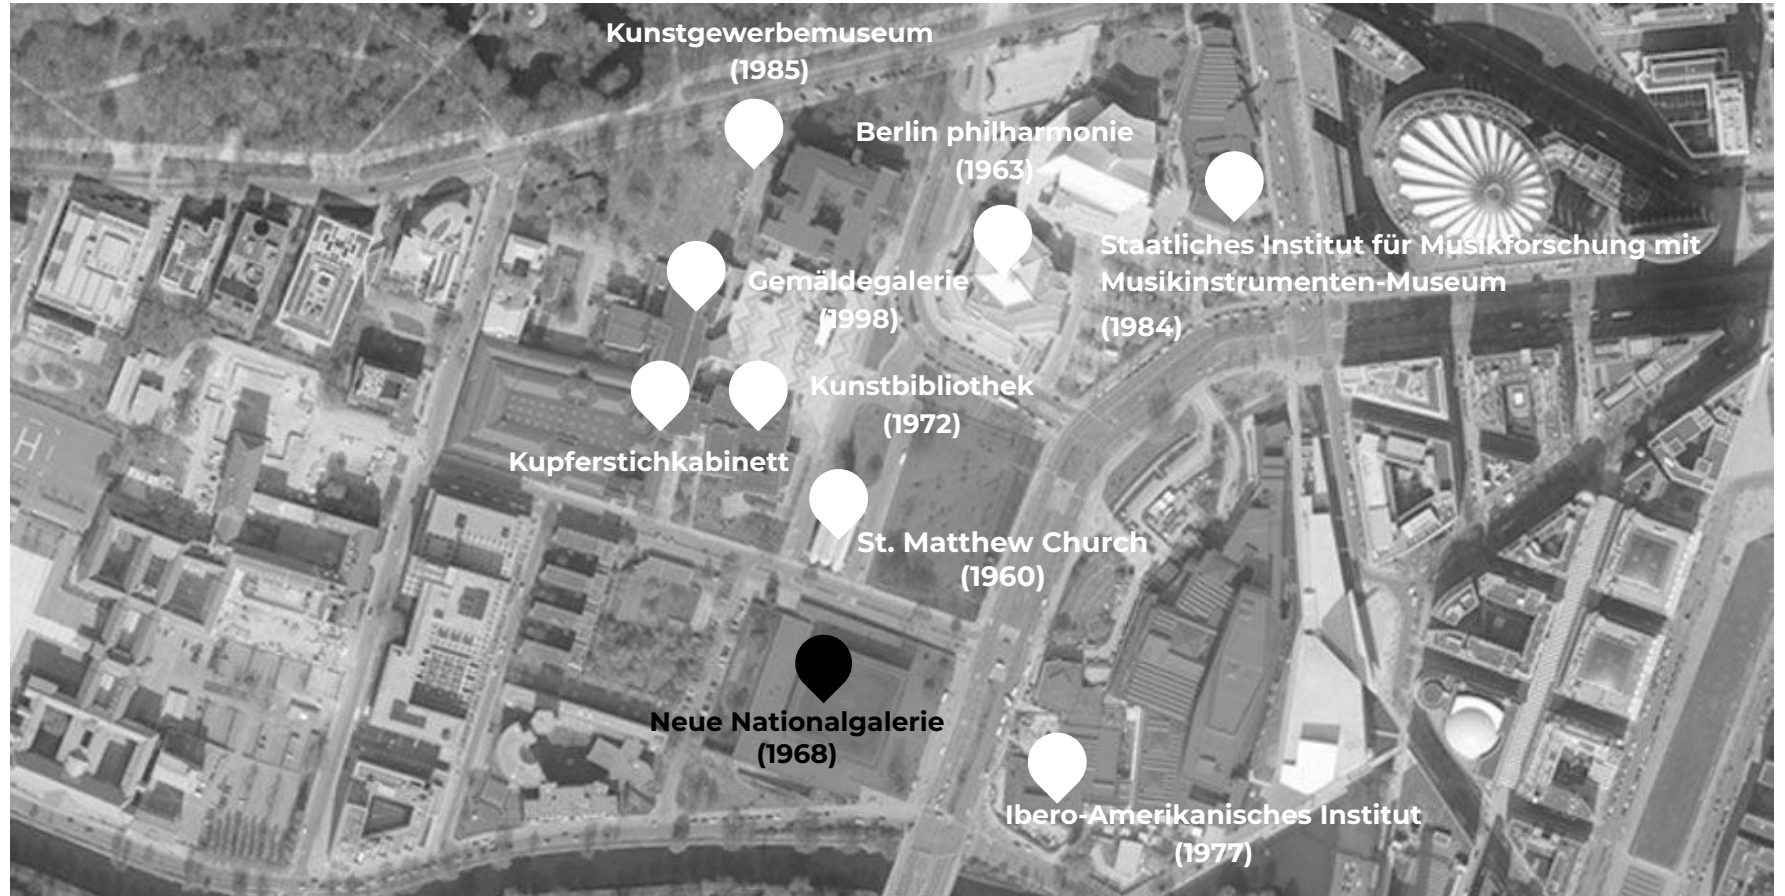 Kunstgewerbemuseum
(1985)
Berlin philharmonie
(1963)
Staatliches Institut für Musikforschung mit
Musikinstrumenten-Museum
(1984)
Gemäldegalerie
(1998)
Kunstbibliothek
(1972)
Kupferstichkabinett
St. Matthew Church
(1960)
Neue Nationalgalerie
(1968)
Ibero-Amerikanisches Institut
(1977)
H